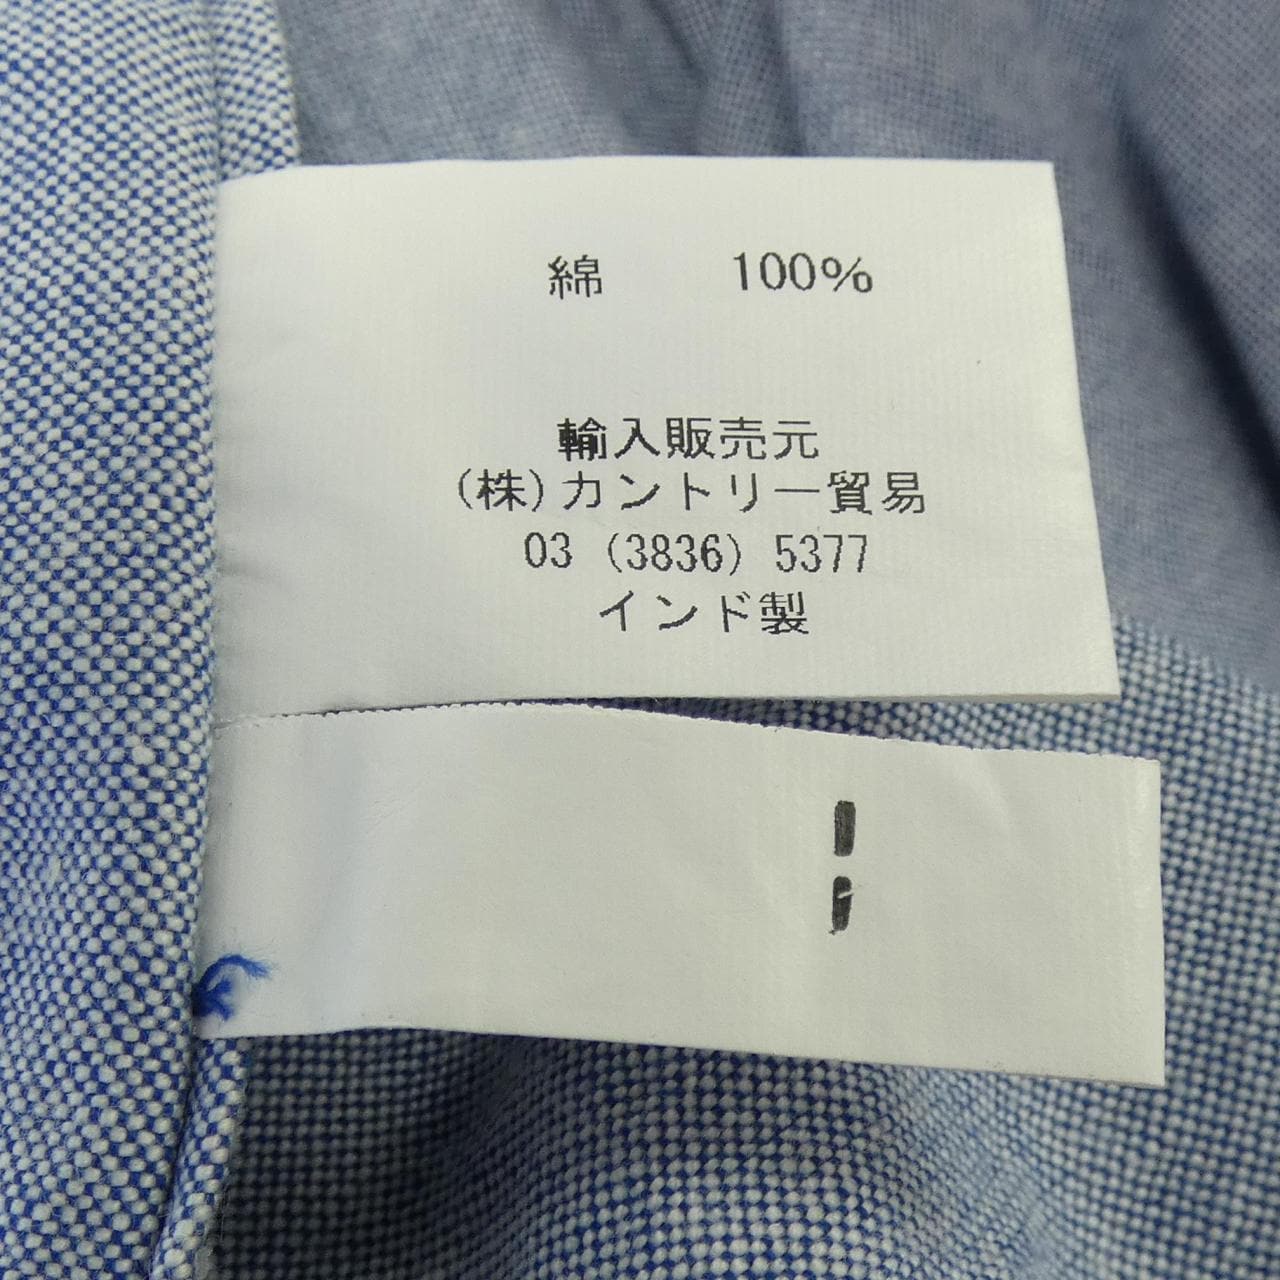 綿 100%
輸入販売元
(株)カントリー貿易
03 (3836) 5377
インド製